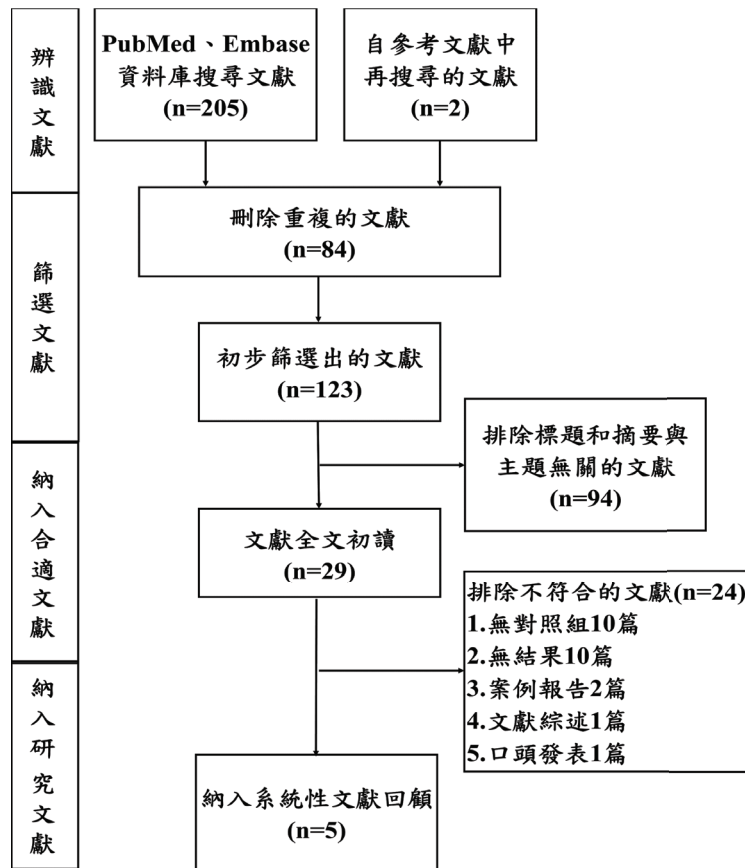 辨識文獻
PubMed、Embase
資料庫搜尋文獻
(n=205)
自參考文獻中
再搜尋的文獻
(n=2)
篩選文獻
刪除重複的文獻
(n=84)
初步篩選出的文獻
(n=123)
排除標題和摘要與
主題無關的文獻
(n=94)
納入合適文獻
文獻全文初讀
(n=29)
排除不符合的文獻(n=24)
1.無對照組10篇
2.無結果10篇
3.案例報告2篇
4.文獻綜述1篇
5.口頭發表1篇
納入研究文獻
納入系統性文獻回顧
(n=5)